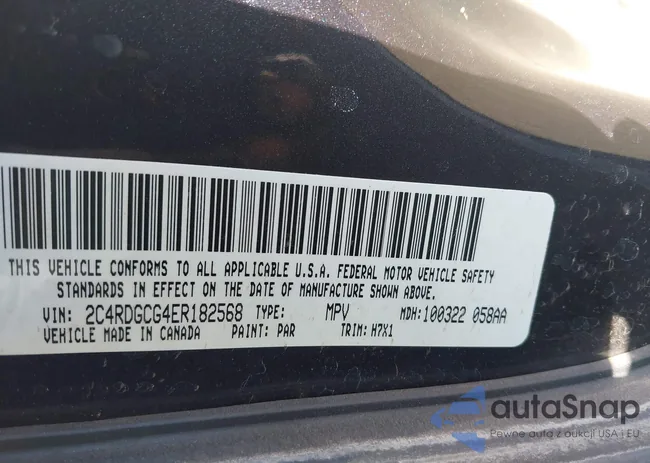 THIS VEHICLE CONFORMS TO ALL APPLICABLE U.S.A. FEDERAL MOTOR VEHICLE SAFETY
STANDARDS IN EFFECT ON THE DATE OF MANUFACTURE SHOWN ABOVE.
VIN: 2C4RDGCG4ER182568 TYPE: MPV MDH: 100322 058AA
VEHICLE MADE IN CANADA PAINT: PAR TRIM: H7X1
autaSnap
Pewne auta z aukcji USA i EU